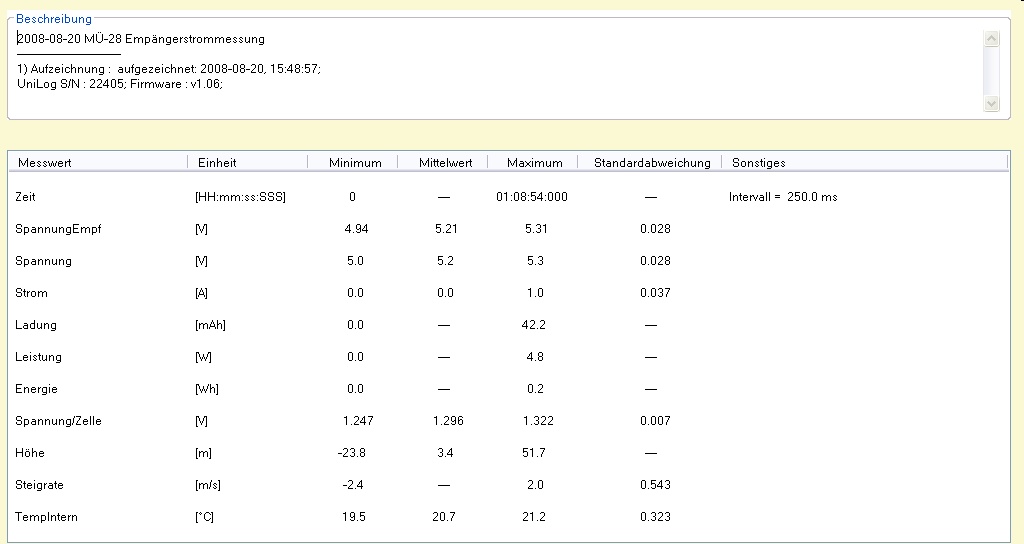 Beschreibung
2008-08-20 MÜ-28 Empängerstrommessung
1) Aufzeichnung :  aufgezeichnet: 2008-08-20, 15:48:57;
UniLog S/N : 22405; Firmware : v1.06;
Messwert Einheit Minimum Mittelwert Maximum Standardabweichung Sonstiges
Zeit [HH:mm:ss:SSS] 0 — 01:08:54:000 — Intervall =  250.0 ms
SpannungEmpf [V] 4.94 5.21 5.31 0.028
Spannung [V] 5.0 5.2 5.3 0.028
Strom [A] 0.0 0.0 1.0 0.037
Ladung [mAh] 0.0 — 42.2 —
Leistung [W] 0.0 — 4.8 —
Energie [Wh] 0.0 — 0.2 —
Spannung/Zelle [V] 1.247 1.296 1.322 0.007
Höhe [m] -23.8 3.4 51.7 —
Steigrate [m/s] -2.4 — 2.0 0.543
TempIntern [°C] 19.5 20.7 21.2 0.323